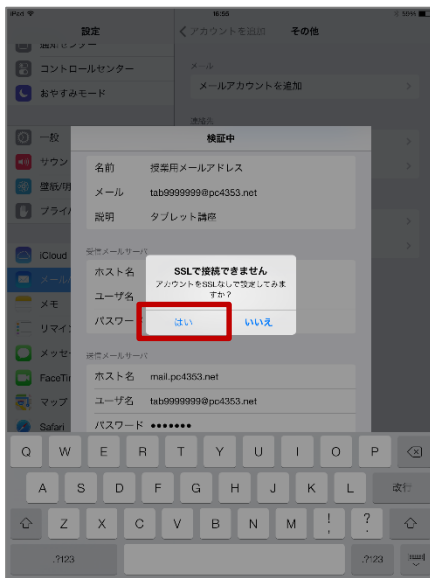 iPad
16:55
設定
アカウントを追加
その他
コントロールセンター
おやすみモード
メール
メールアカウントを追加
連絡先
一般
サウン
壁紙/明
プライ
iCloud
メール/
メモ
リマイ
メッセ
FaceTi
マップ
Safari
検証中
名前 授業用メールアドレス
メール tab9999999@pc4353.net
説明 タブレット講座
受信メールサーバ
ホスト名
ユーザ名
パスワード
SSLで接続できません
アカウントをSSLなしで設定してみま
すか?
はい
いいえ
送信メールサーバ
ホスト名 mail.pc4353.net
ユーザ名 tab9999999@pc4353.net
パスワード ●●●●●●●
Q W E R T Y U I O P
A S D F G H J K L 改行
Z X C V B N M ! , ? .
.?123
.?123